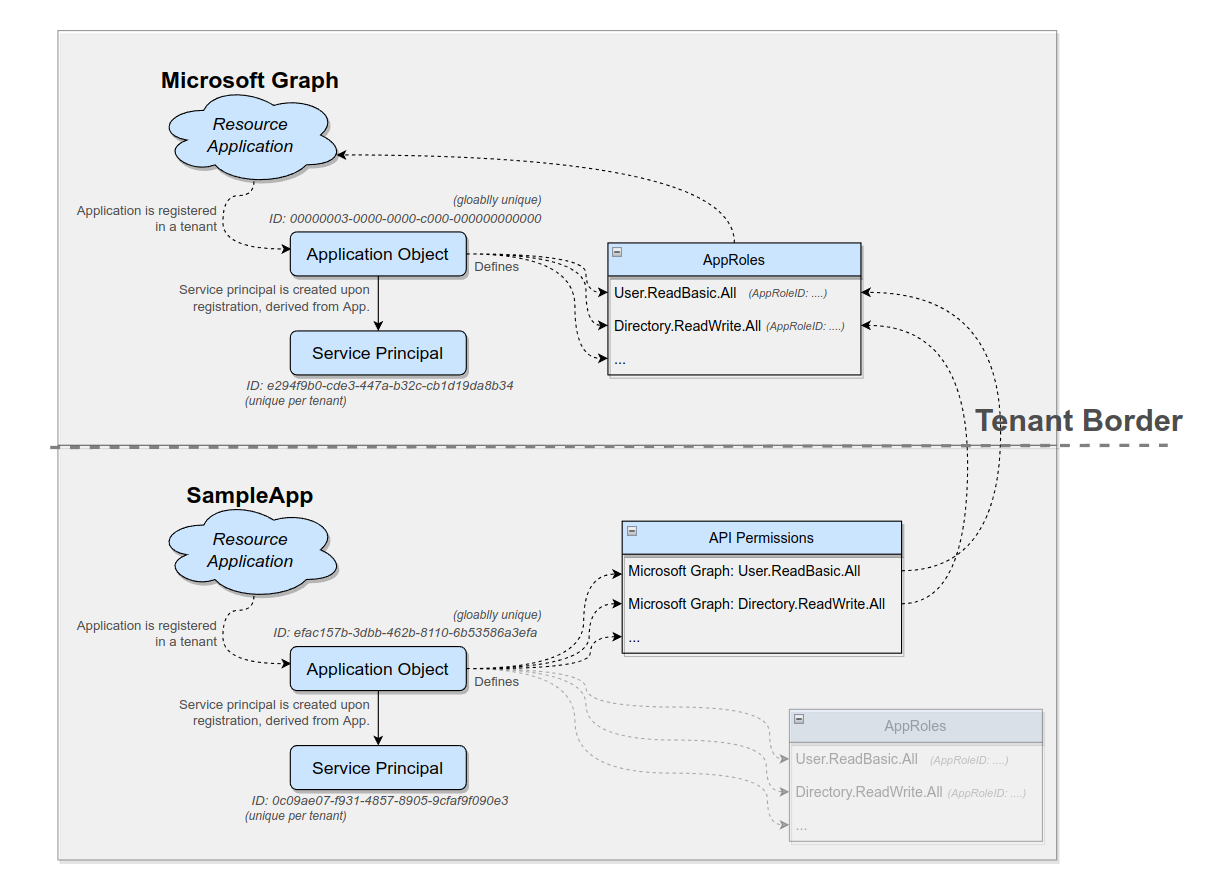 Microsoft Graph
Resource
Application
Application is registered
in a tenant
(gloablly unique)
ID: 00000003-0000-0000-c000-000000000000
Application Object
Defines
Service principal is created upon
registration, derived from App.
Service Principal
ID: e294f9b0-cde3-447a-b32c-cb1d19da8b34
(unique per tenant)
AppRoles
User.ReadBasic.All (AppRoleID: ....)
Directory.ReadWrite.All (AppRoleID: ....)
...
Tenant Border
SampleApp
Resource
Application
Application is registered
in a tenant
(gloablly unique)
ID: efac157b-3dbb-462b-8110-6b53586a3efa
Application Object
Defines
Service principal is created upon
registration, derived from App.
Service Principal
ID: 0c09ae07-f931-4857-8905-9cfaf9f090e3
(unique per tenant)
API Permissions
Microsoft Graph: User.ReadBasic.All
Microsoft Graph: Directory.ReadWrite.All
...
AppRoles
User.ReadBasic.All (AppRoleID: ....)
Directory.ReadWrite.All (AppRoleID: ....)
...